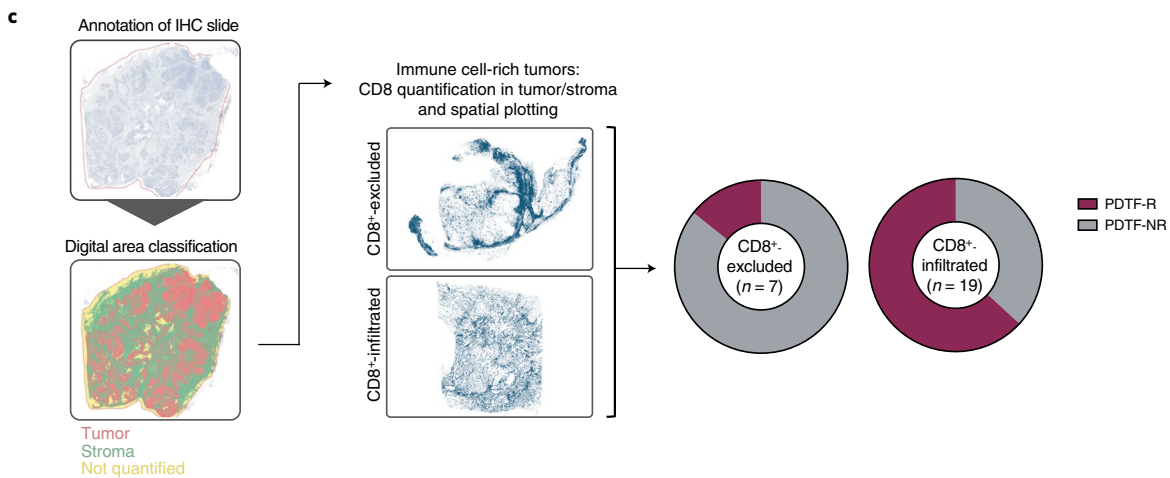 c
Annotation of IHC slide
Digital area classification
Tumor
Stroma
Not quantified
Immune cell-rich tumors:
CD8 quantification in tumor/stroma
and spatial plotting
CD8⁺-excluded
CD8⁺-infiltrated
CD8⁺-
excluded
(n = 7)
CD8⁺-
infiltrated
(n = 19)
PDTF-R
PDTF-NR